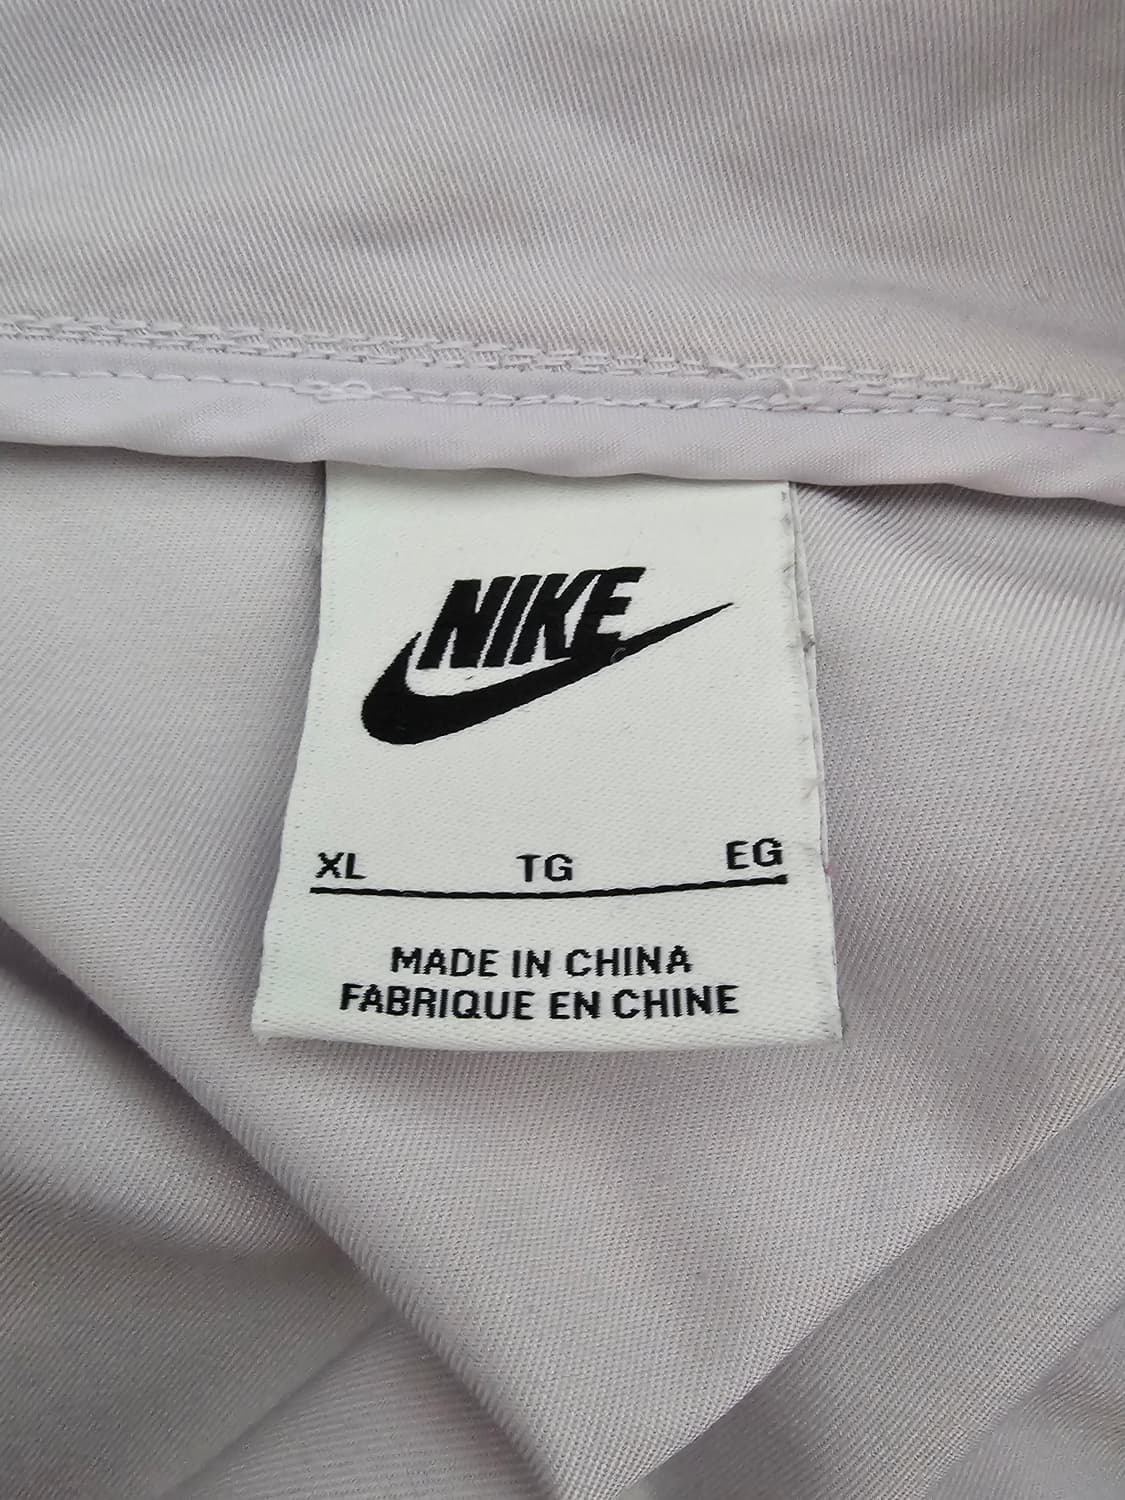 NIKE
XL TG EG
MADE IN CHINA
FABRIQUE EN CHINE